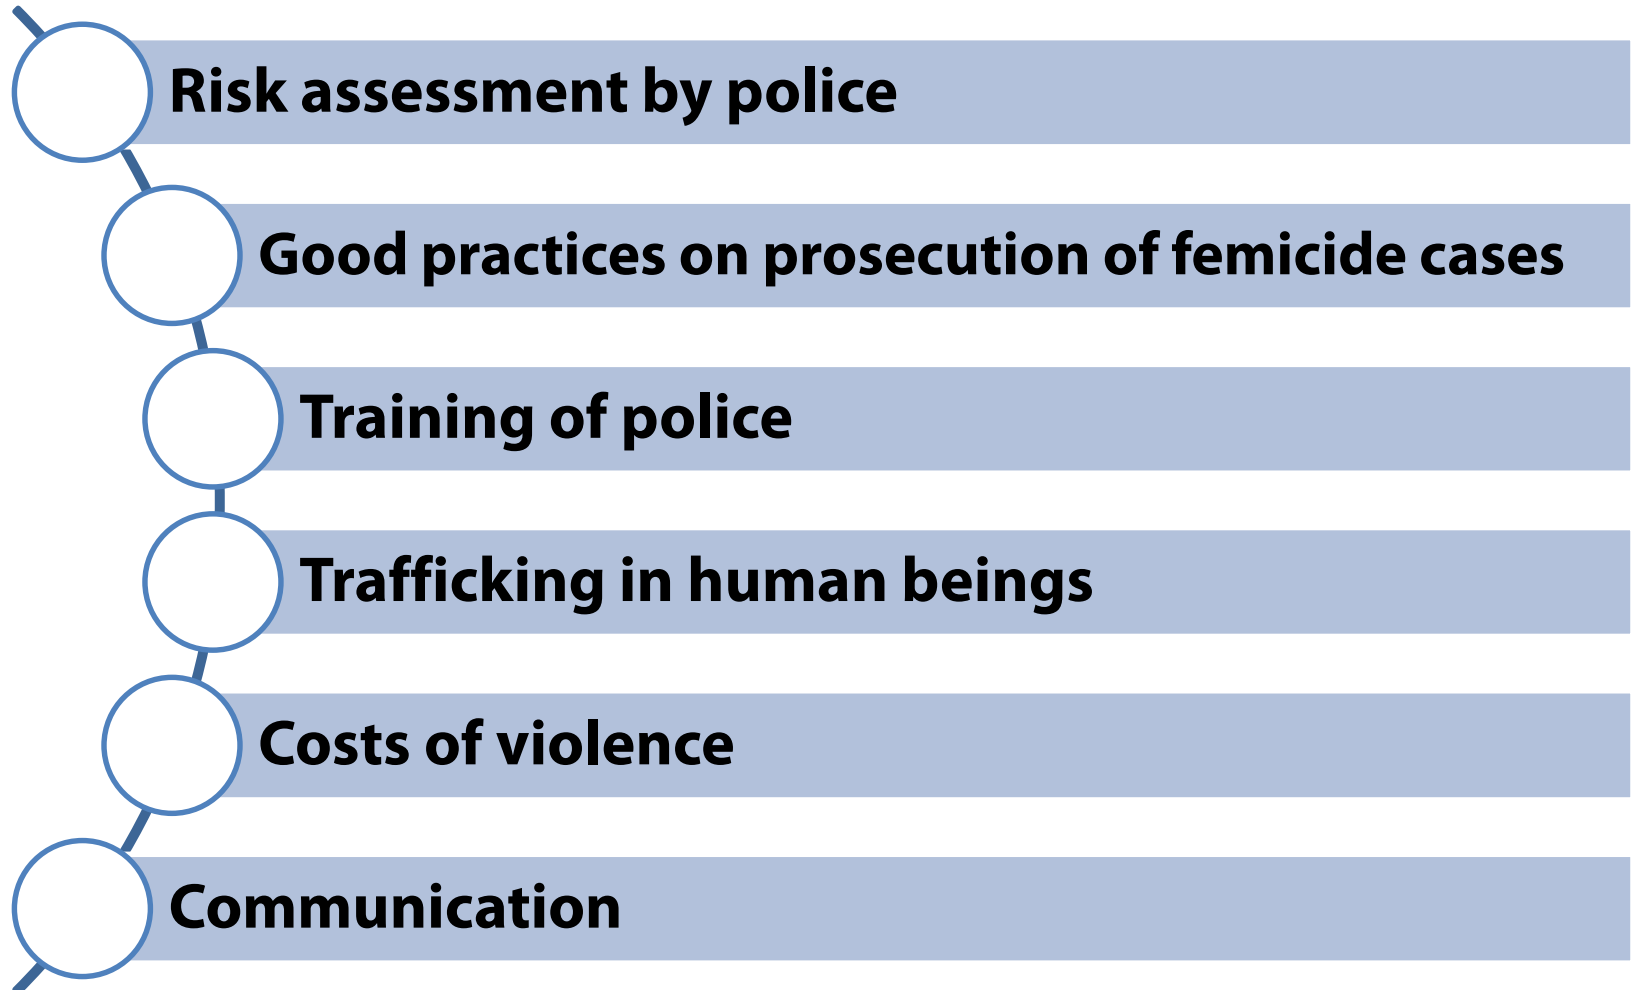 Risk assessment by police
Good practices on prosecution of femicide cases
Training of police
Trafficking in human beings
Costs of violence
Communication